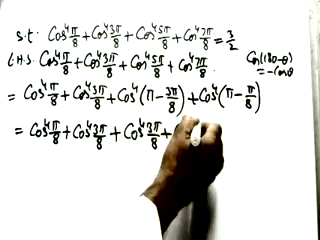 S.t. Cos⁴π/8 + Cos⁴3π/8 + Cos⁴5π/8 + Cos⁴7π/8 = 3/2
L.H.S. Cos⁴π/8 + Cos⁴3π/8 + Cos⁴5π/8 + Cos⁴7π/8.
Cos(180-θ)
= -Cosθ
= Cos⁴π/8 + Cos⁴3π/8 + Cos⁴(π - 3π/8) + Cos⁴(π - π/8)
= Cos⁴π/8 + Cos⁴3π/8 + Cos⁴3π/8 +